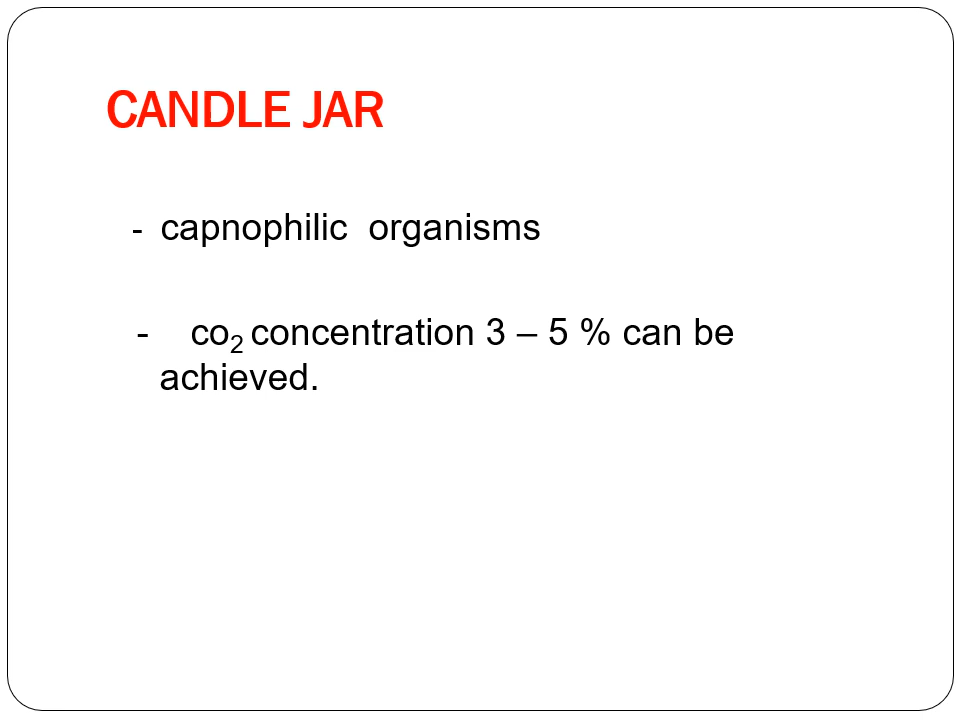 CANDLE JAR
- capnophilic organisms
- co₂ concentration 3 – 5 % can be
achieved.